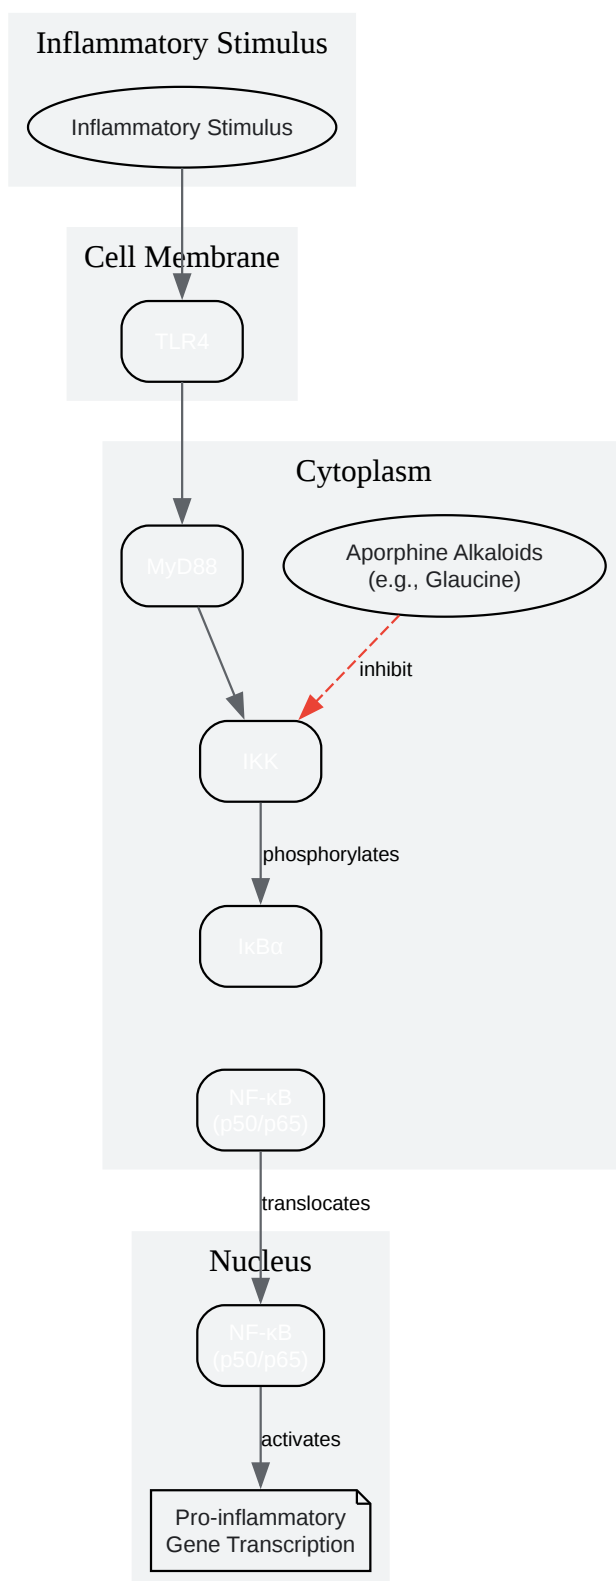 Inflammatory Stimulus
Inflammatory Stimulus
Cell Membrane
TLR4
Cytoplasm
MyD88
Aporphine Alkaloids
(e.g., Glaucine)
inhibit
IKK
phosphorylates
IκBα
NF-κB
(p50/p65)
translocates
Nucleus
NF-κB
(p50/p65)
activates
Pro-inflammatory
Gene Transcription